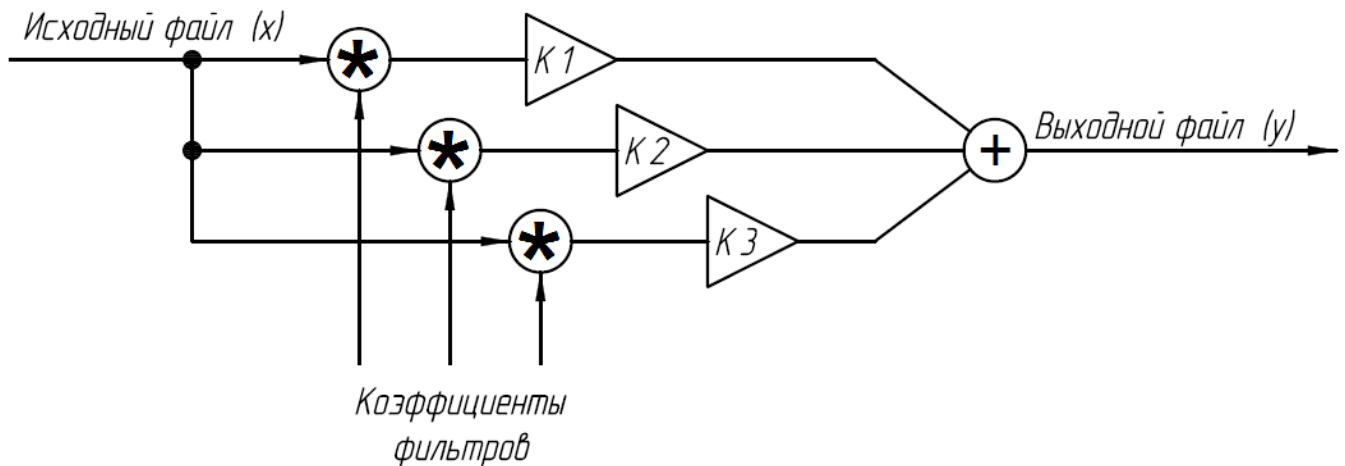 Исходный файл (x)
*
К 1
*
К 2
+
Выходной файл (y)
*
К 3
Коэффициенты
фильтров